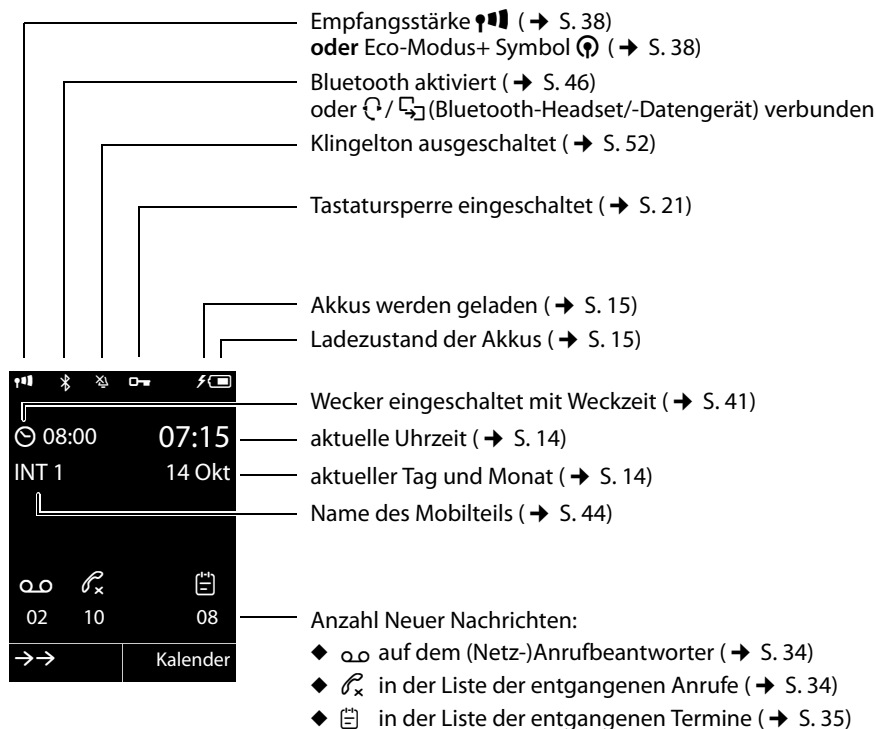 Empfangsstärke ( ➔ S. 38)
oder Eco-Modus+ Symbol ( ➔ S. 38)
Bluetooth aktiviert ( ➔ S. 46)
oder / (Bluetooth-Headset/-Datengerät) verbunden
Klingelton ausgeschaltet ( ➔ S. 52)
Tastatursperre eingeschaltet ( ➔ S. 21)
Akkus werden geladen ( ➔ S. 15)
Ladezustand der Akkus ( ➔ S. 15)
Wecker eingeschaltet mit Weckzeit ( ➔ S. 41)
08:00 07:15
aktuelle Uhrzeit ( ➔ S. 14)
INT 1 14 Okt
aktueller Tag und Monat ( ➔ S. 14)
Name des Mobilteils ( ➔ S. 44)
02 10 08
Anzahl Neuer Nachrichten:
→→ Kalender
◆ auf dem (Netz-)Anrufbeantworter ( ➔ S. 34)
◆ in der Liste der entgangenen Anrufe ( ➔ S. 34)
◆ in der Liste der entgangenen Termine ( ➔ S. 35)